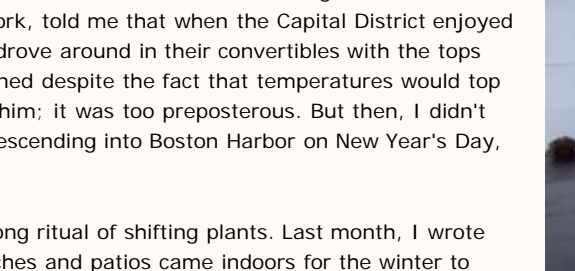 ork, told me that when the Capital District enjoyed
drove around in their convertibles with the tops
ned despite the fact that temperatures would top
him; it was too preposterous. But then, I didn't
escending into Boston Harbor on New Year's Day,
ong ritual of shifting plants. Last month, I wrote
ches and patios came indoors for the winter to